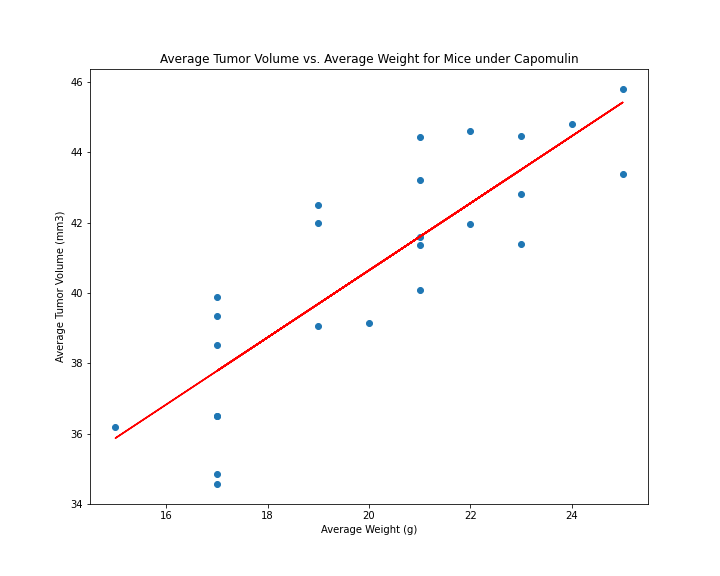 Average Tumor Volume vs. Average Weight for Mice under Capomulin
46
44
42
40
38
36
34
Average Tumor Volume (mm3)
16 18 20 22 24
Average Weight (g)